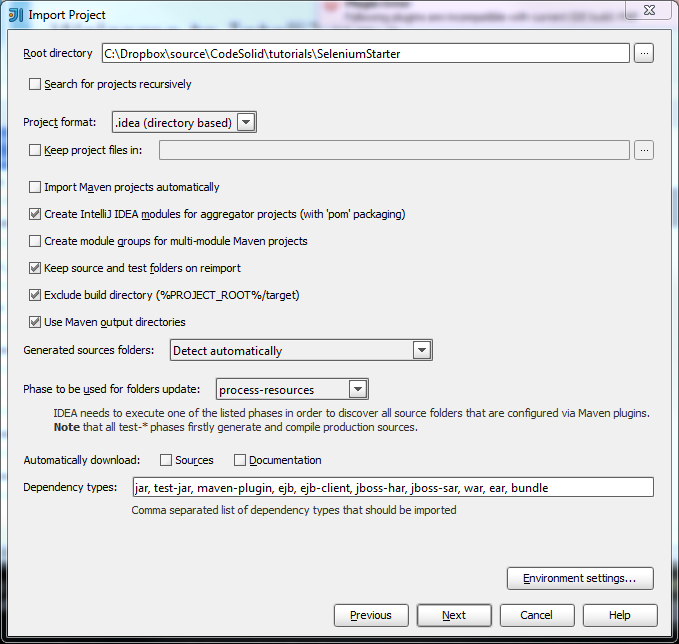 Import Project
Root directory C:\Dropbox\source\CodeSolid\tutorials\SeleniumStarter ...
Search for projects recursively
Project format: .idea (directory based)
Keep project files in: ...
Import Maven projects automatically
Create IntelliJ IDEA modules for aggregator projects (with 'pom' packaging)
Create module groups for multi-module Maven projects
Keep source and test folders on reimport
Exclude build directory (%PROJECT_ROOT%/target)
Use Maven output directories
Generated sources folders: Detect automatically
Phase to be used for folders update: process-resources
IDEA needs to execute one of the listed phases in order to discover all source folders that are configured via Maven plugins.
Note that all test-* phases firstly generate and compile production sources.
Automatically download: Sources Documentation
Dependency types: jar, test-jar, maven-plugin, ejb, ejb-client, jboss-har, jboss-sar, war, ear, bundle
Comma separated list of dependency types that should be imported
Environment settings...
Previous Next Cancel Help